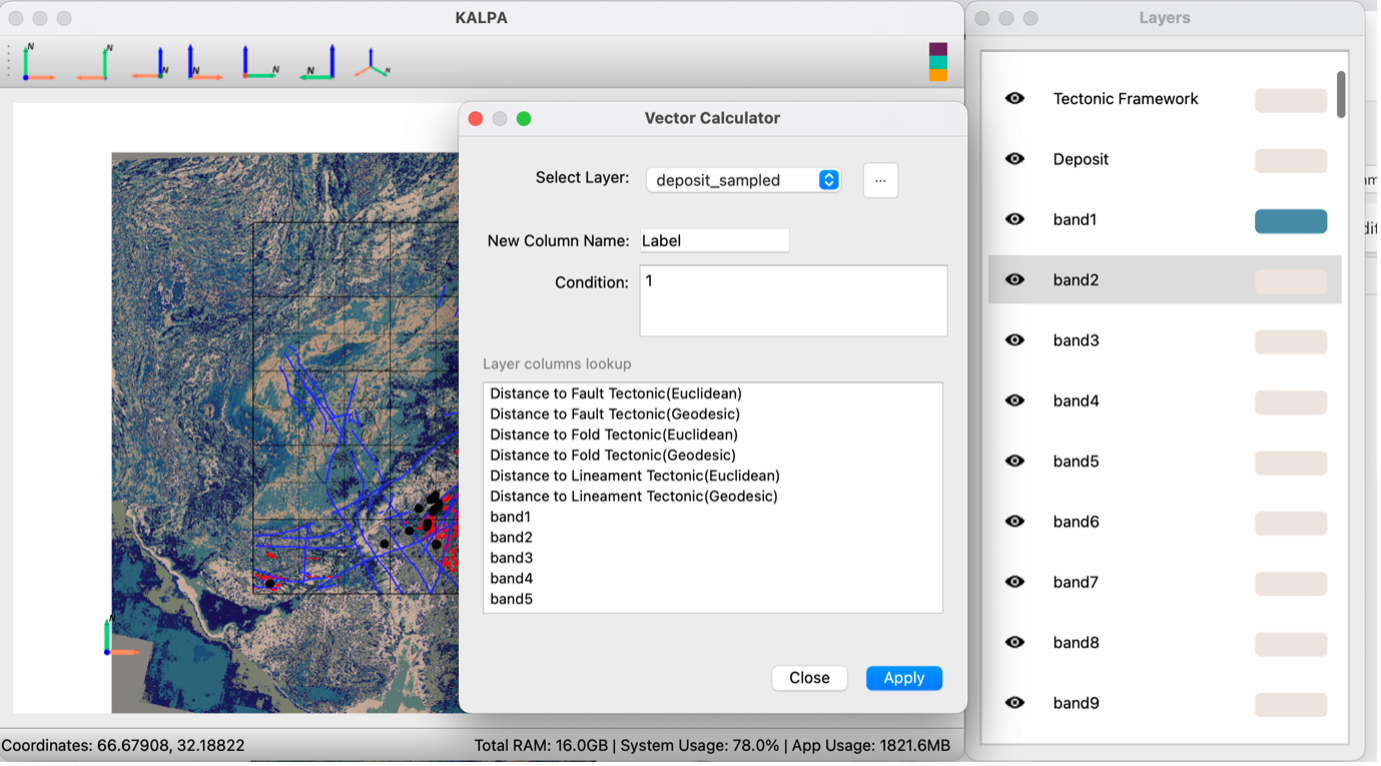 KALPA
Layers
N
N
N
N
N
N
N
Vector Calculator
Select Layer:
deposit_sampled
...
New Column Name:
Label
Condition:
1
Layer columns lookup
Distance to Fault Tectonic(Euclidean)
Distance to Fault Tectonic(Geodesic)
Distance to Fold Tectonic(Euclidean)
Distance to Fold Tectonic(Geodesic)
Distance to Lineament Tectonic(Euclidean)
Distance to Lineament Tectonic(Geodesic)
band1
band2
band3
band4
band5
Close
Apply
N
Coordinates: 66.67908, 32.18822
Total RAM: 16.0GB | System Usage: 78.0% | App Usage: 1821.6MB
Tectonic Framework
Deposit
band1
band2
band3
band4
band5
band6
band7
band8
band9